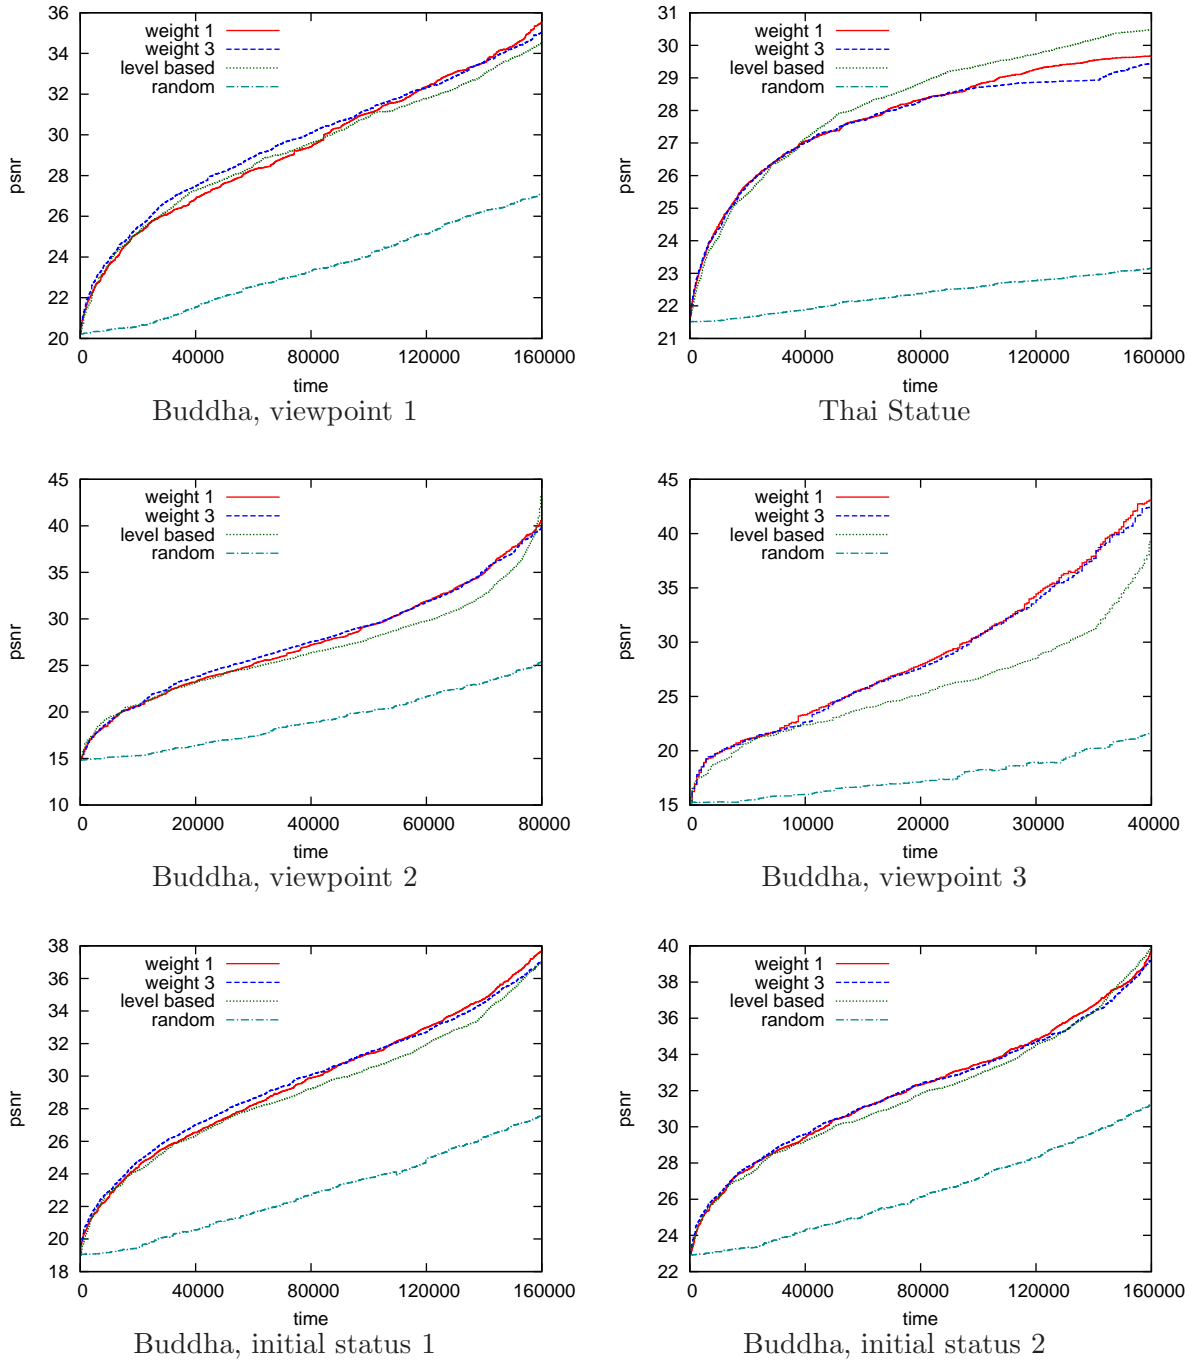 36
34
32
30
28
26
24
22
20
psnr
weight 1
weight 3
level based
random
0 40000 80000 120000 160000
time
Buddha, viewpoint 1
31
30
29
28
27
26
25
24
23
22
21
psnr
weight 1
weight 3
level based
random
0 40000 80000 120000 160000
time
Thai Statue
45
40
35
30
25
20
15
10
psnr
weight 1
weight 3
level based
random
0 20000 40000 60000 80000
time
Buddha, viewpoint 2
45
40
35
30
25
20
15
psnr
weight 1
weight 3
level based
random
0 10000 20000 30000 40000
time
Buddha, viewpoint 3
38
36
34
32
30
28
26
24
22
20
18
psnr
weight 1
weight 3
level based
random
0 40000 80000 120000 160000
time
Buddha, initial status 1
40
38
36
34
32
30
28
26
24
22
psnr
weight 1
weight 3
level based
random
0 40000 80000 120000 160000
time
Buddha, initial status 2